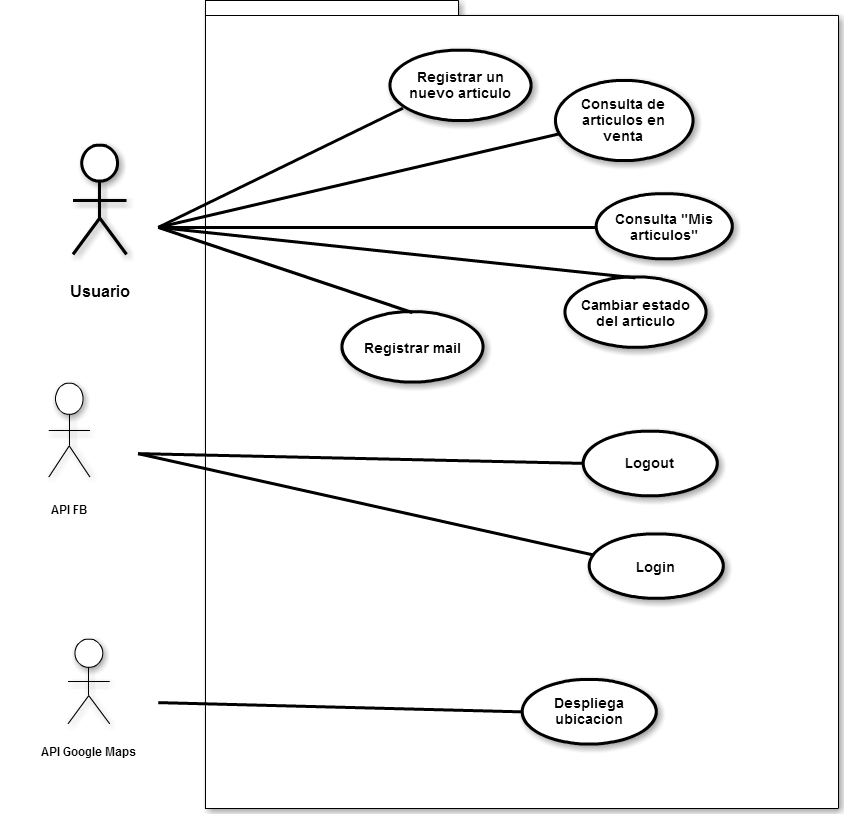 Registrar un
nuevo articulo
Consulta de
articulos en
venta
Consulta "Mis
articulos"
Usuario
Cambiar estado
del articulo
Registrar mail
Logout
API FB
Login
Despliega
ubicacion
API Google Maps